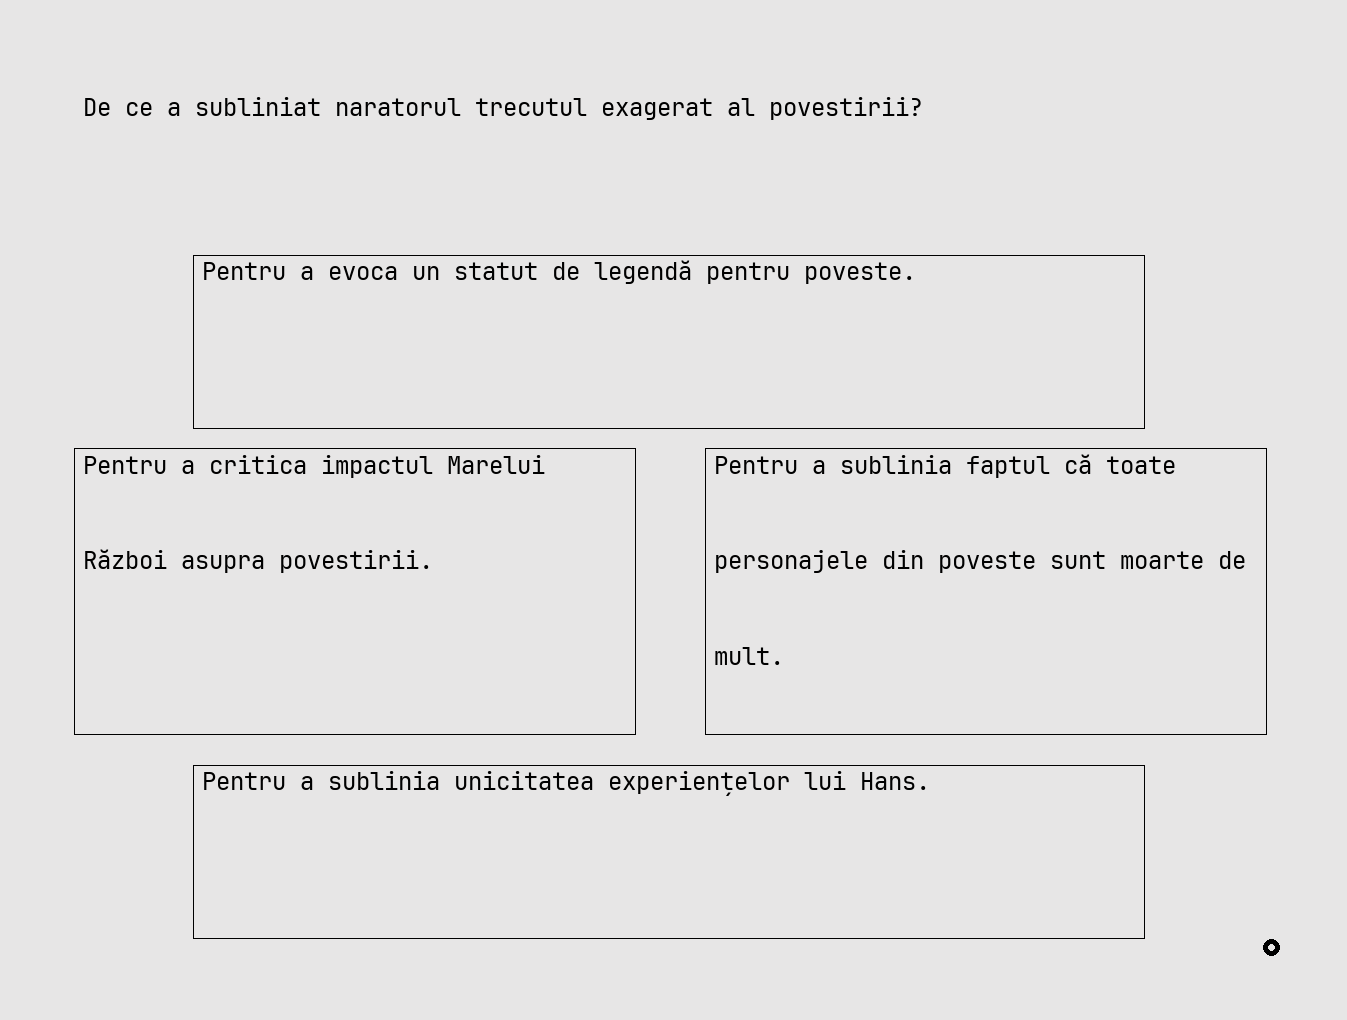 De ce a subliniat naratorul trecutul exagerat al povestirii?
Pentru a evoca un statut de legendă pentru poveste.
Pentru a critica impactul Marelui
Război asupra povestirii.
Pentru a sublinia faptul că toate
personajele din poveste sunt moarte de
mult.
Pentru a sublinia unicitatea experiențelor lui Hans.